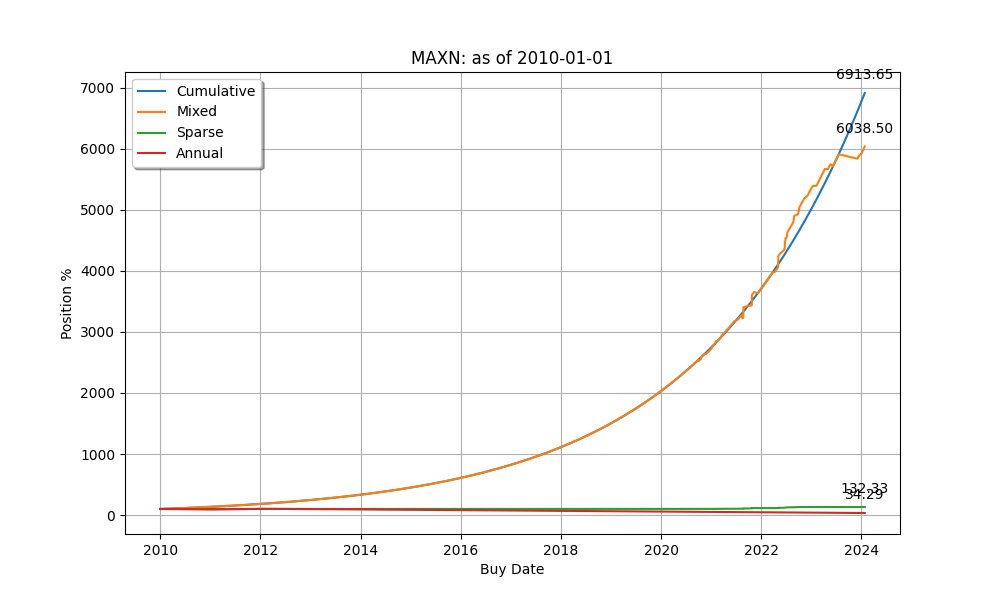 MAXN: as of 2010-01-01
Cumulative
Mixed
Sparse
Annual
6913.65
6038.50
132.33
34.29
7000
6000
5000
4000
3000
2000
1000
0
Position %
2010 2012 2014 2016 2018 2020 2022 2024
Buy Date